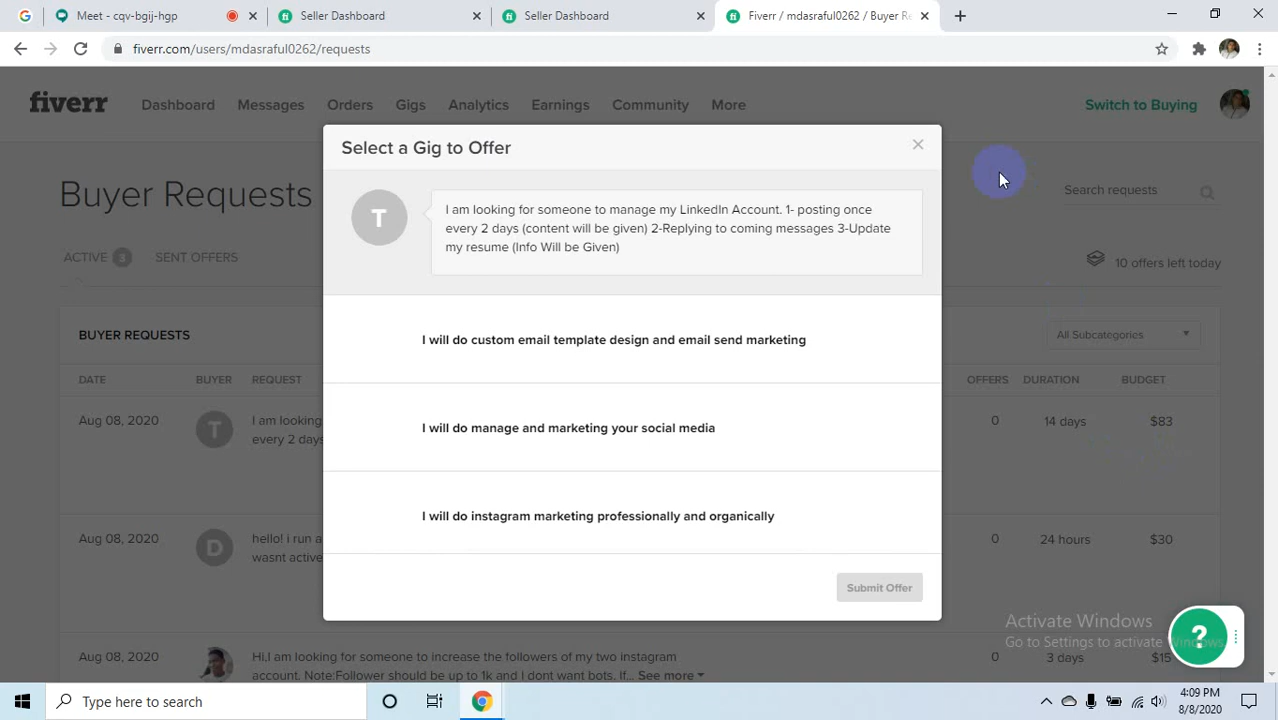 Meet - cqv-bgij-hgp
Seller Dashboard
Seller Dashboard
Fiverr / mdasraful0262 / Buyer Re
fiverr.com/users/mdasraful0262/requests
fiverr
Dashboard
Messages
Orders
Gigs
Analytics
Earnings
Community
More
Switch to Buying
Select a Gig to Offer
Buyer Requests
Search requests
T
I am looking for someone to manage my LinkedIn Account. 1- posting once
every 2 days (content will be given) 2-Replying to coming messages 3-Update
my resume (Info Will be Given)
ACTIVE 3
SENT OFFERS
10 offers left today
BUYER REQUESTS
All Subcategories
I will do custom email template design and email send marketing
DATE
BUYER
REQUEST
OFFERS
DURATION
BUDGET
Aug 08, 2020
T
I am looking
every 2 days
I will do manage and marketing your social media
0
14 days
$83
I will do instagram marketing professionally and organically
Aug 08, 2020
D
hello! i run a
wasnt active
0
24 hours
$30
Submit Offer
Activate Windows
Go to Settings to activate Windows.
?
Aug 08, 2020
Hi,I am looking for someone to increase the followers of my two instagram
account. Note:Follower should be up to 1k and I dont want bots. If... See more
0
3 days
$15
Type here to search
4:09 PM
8/8/2020